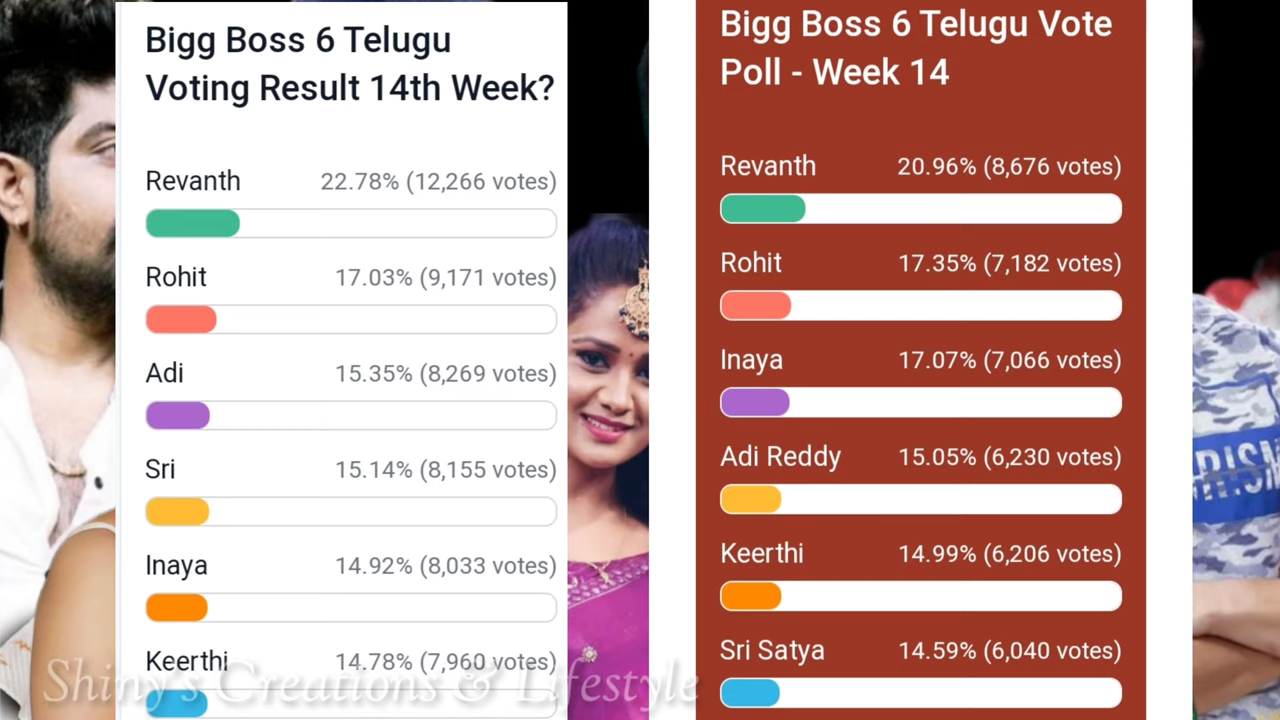 Bigg Boss 6 Telugu
Voting Result 14th Week?
Revanth 22.78% (12,266 votes)
Rohit 17.03% (9,171 votes)
Adi 15.35% (8,269 votes)
Sri 15.14% (8,155 votes)
Inaya 14.92% (8,033 votes)
Keerthi 14.78% (7,960 votes)
Bigg Boss 6 Telugu Vote
Poll - Week 14
Revanth 20.96% (8,676 votes)
Rohit 17.35% (7,182 votes)
Inaya 17.07% (7,066 votes)
Adi Reddy 15.05% (6,230 votes)
Keerthi 14.99% (6,206 votes)
Sri Satya 14.59% (6,040 votes)
Shiny's Creations & Lifestyle